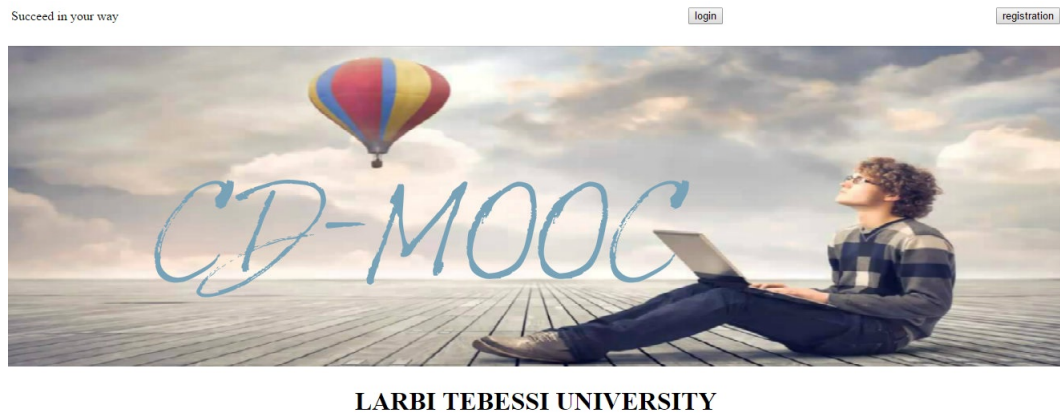 Succeed in your way
login
registration
CD-MOOC
LARBI TEBESSI UNIVERSITY